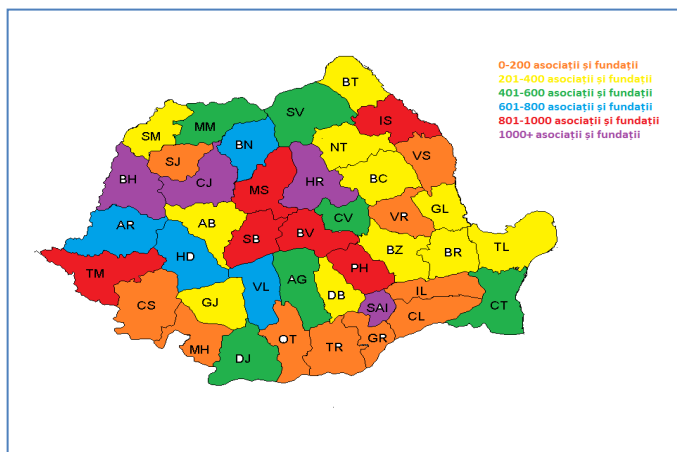 0-200 asociații și fundații
201-400 asociații și fundații
401-600 asociații și fundații
601-800 asociații și fundații
801-1000 asociații și fundații
1000+ asociații și fundații
BT
SV
MM
SM
IS
BN
NT
SJ
VS
BH
CJ
MS
HR
BC
AR
AB
CV
VR
GL
SB
BV
HD
BZ
BR
TL
TM
PH
VL
AG
IL
CS
GJ
DB
SAI
CT
CL
MH
DJ
OT
TR
GR